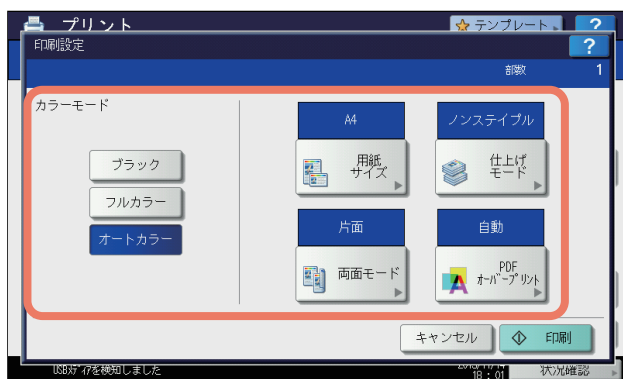 プリント
テンプレート
?
印刷設定
?
部数 1
カラーモード
ブラック
フルカラー
オートカラー
A4
用紙
サイズ
ノンステイプル
仕上げ
モード
片面
両面モード
自動
PDF
オーバープリント
キャンセル
印刷
USBメディアを検知しました
18 : 01
状況確認